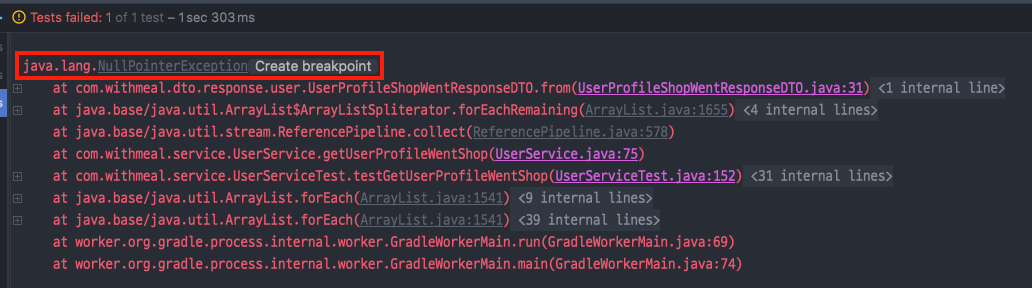 Tests failed: 1 of 1 test – 1 sec 303 ms
java.lang.NullPointerException Create breakpoint
at com.withmeal.dto.response.user.UserProfileShopWentResponseDTO.from(UserProfileShopWentResponseDTO.java:31) <1 internal line>
at java.base/java.util.ArrayList$ArrayListSpliterator.forEachRemaining(ArrayList.java:1655) <4 internal lines>
at java.base/java.util.stream.ReferencePipeline.collect(ReferencePipeline.java:578)
at com.withmeal.service.UserService.getUserProfileWentShop(UserService.java:75)
at com.withmeal.service.UserServiceTest.testGetUserProfileWentShop(UserServiceTest.java:152) <31 internal lines>
at java.base/java.util.ArrayList.forEach(ArrayList.java:1541) <9 internal lines>
at java.base/java.util.ArrayList.forEach(ArrayList.java:1541) <39 internal lines>
at worker.org.gradle.process.internal.worker.GradleWorkerMain.run(GradleWorkerMain.java:69)
at worker.org.gradle.process.internal.worker.GradleWorkerMain.main(GradleWorkerMain.java:74)